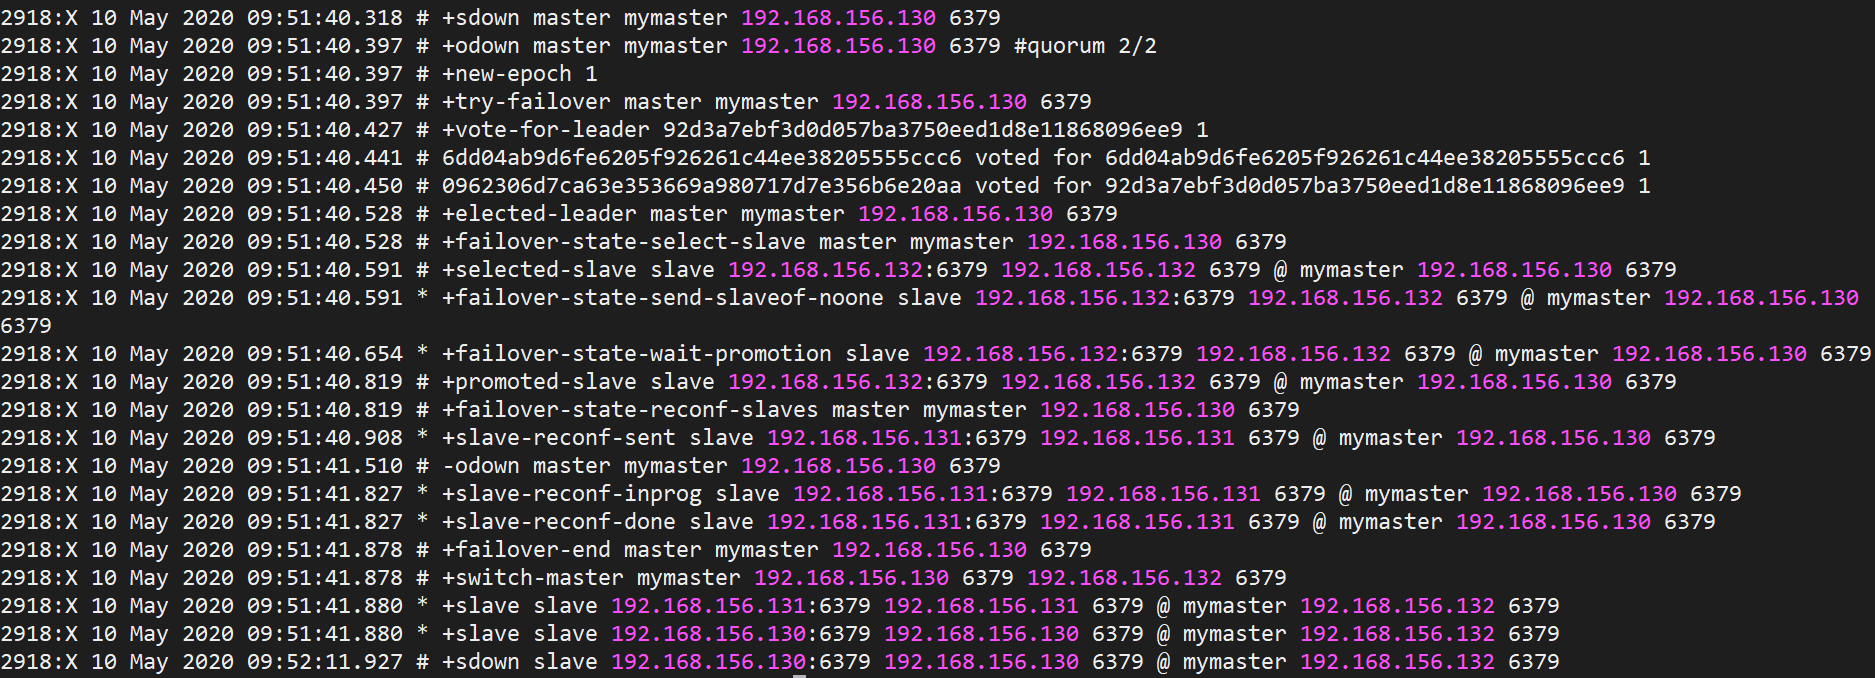 2918:X 10 May 2020 09:51:40.318 # +sdown master mymaster 192.168.156.130 6379
2918:X 10 May 2020 09:51:40.397 # +odown master mymaster 192.168.156.130 6379 #quorum 2/2
2918:X 10 May 2020 09:51:40.397 # +new-epoch 1
2918:X 10 May 2020 09:51:40.397 # +try-failover master mymaster 192.168.156.130 6379
2918:X 10 May 2020 09:51:40.427 # +vote-for-leader 92d3a7ebf3d0d057ba3750eed1d8e11868096ee9 1
2918:X 10 May 2020 09:51:40.441 # 6dd04ab9d6fe6205f926261c44ee38205555ccc6 voted for 6dd04ab9d6fe6205f926261c44ee38205555ccc6 1
2918:X 10 May 2020 09:51:40.450 # 0962306d7ca63e353669a980717d7e356b6e20aa voted for 92d3a7ebf3d0d057ba3750eed1d8e11868096ee9 1
2918:X 10 May 2020 09:51:40.528 # +elected-leader master mymaster 192.168.156.130 6379
2918:X 10 May 2020 09:51:40.528 # +failover-state-select-slave master mymaster 192.168.156.130 6379
2918:X 10 May 2020 09:51:40.591 # +selected-slave slave 192.168.156.132:6379 192.168.156.132 6379 @ mymaster 192.168.156.130 6379
2918:X 10 May 2020 09:51:40.591 * +failover-state-send-slaveof-noone slave 192.168.156.132:6379 192.168.156.132 6379 @ mymaster 192.168.156.130
6379
2918:X 10 May 2020 09:51:40.654 * +failover-state-wait-promotion slave 192.168.156.132:6379 192.168.156.132 6379 @ mymaster 192.168.156.130 6379
2918:X 10 May 2020 09:51:40.819 # +promoted-slave slave 192.168.156.132:6379 192.168.156.132 6379 @ mymaster 192.168.156.130 6379
2918:X 10 May 2020 09:51:40.819 # +failover-state-reconf-slaves master mymaster 192.168.156.130 6379
2918:X 10 May 2020 09:51:40.908 * +slave-reconf-sent slave 192.168.156.131:6379 192.168.156.131 6379 @ mymaster 192.168.156.130 6379
2918:X 10 May 2020 09:51:41.510 # -odown master mymaster 192.168.156.130 6379
2918:X 10 May 2020 09:51:41.827 * +slave-reconf-inprog slave 192.168.156.131:6379 192.168.156.131 6379 @ mymaster 192.168.156.130 6379
2918:X 10 May 2020 09:51:41.827 * +slave-reconf-done slave 192.168.156.131:6379 192.168.156.131 6379 @ mymaster 192.168.156.130 6379
2918:X 10 May 2020 09:51:41.878 # +failover-end master mymaster 192.168.156.130 6379
2918:X 10 May 2020 09:51:41.878 # +switch-master mymaster 192.168.156.130 6379 192.168.156.132 6379
2918:X 10 May 2020 09:51:41.880 * +slave slave 192.168.156.131:6379 192.168.156.131 6379 @ mymaster 192.168.156.132 6379
2918:X 10 May 2020 09:51:41.880 * +slave slave 192.168.156.130:6379 192.168.156.130 6379 @ mymaster 192.168.156.132 6379
2918:X 10 May 2020 09:52:11.927 # +sdown slave 192.168.156.130:6379 192.168.156.130 6379 @ mymaster 192.168.156.132 6379